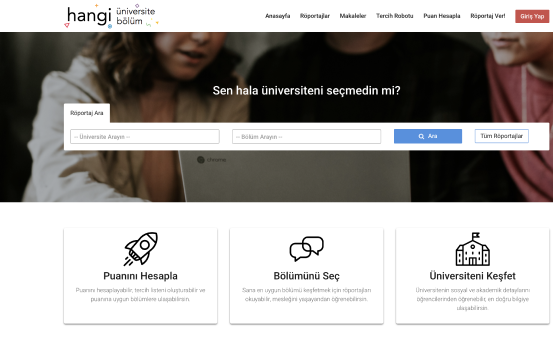 hangi üniversite
bölüm
Anasayfa Röportajlar Makaleler Tercih Robotu Puan Hesapla Röportaj Ver! Giriş Yap
Sen hala üniversiteni seçmedin mi?
Röportaj Ara
-- Üniversite Arayın --
-- Bölüm Arayın --
Ara
Tüm Röportajlar
chrome
Puanını Hesapla
Puanını hesaplayabilir, tercih listeni oluşturabilir ve
puanına uygun bölümlere ulaşabilirsin.
Bölümünü Seç
Sana en uygun bölümü keşfetmek için röportajları
okuyabilir, mesleğini yaşayandan öğrenebilirsin.
Üniversiteni Keşfet
Üniversitenin sosyal ve akademik detaylarını
öğrencilerinden öğrenebilir, en doğru bilgiye
ulaşabilirsin.